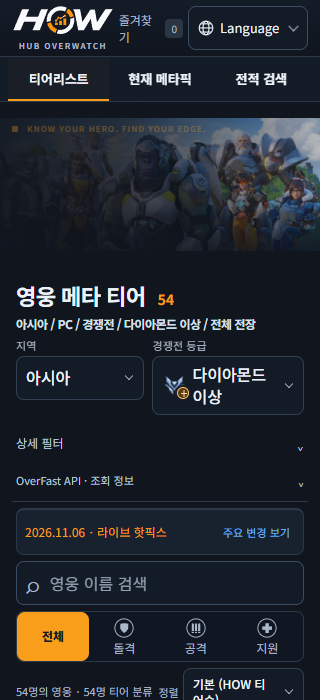 HOW
HUB OVERWATCH
즐겨찾
기
0
Language
티어리스트
현재 메타픽
전적 검색
KNOW YOUR HERO, FIND YOUR EDGE.
영웅 메타 티어 54
아시아 / PC / 경쟁전 / 다이아몬드 이상 / 전체 전장
지역
경쟁전 등급
아시아
다이아몬드
이상
상세 필터
OverFast API · 조회 정보
2026.11.06 · 라이브 핫픽스
주요 변경 보기
영웅 이름 검색
전체
돌격
공격
지원
54명의 영웅 · 54명 티어 분류
정렬
기본 (HOW 티
어순)